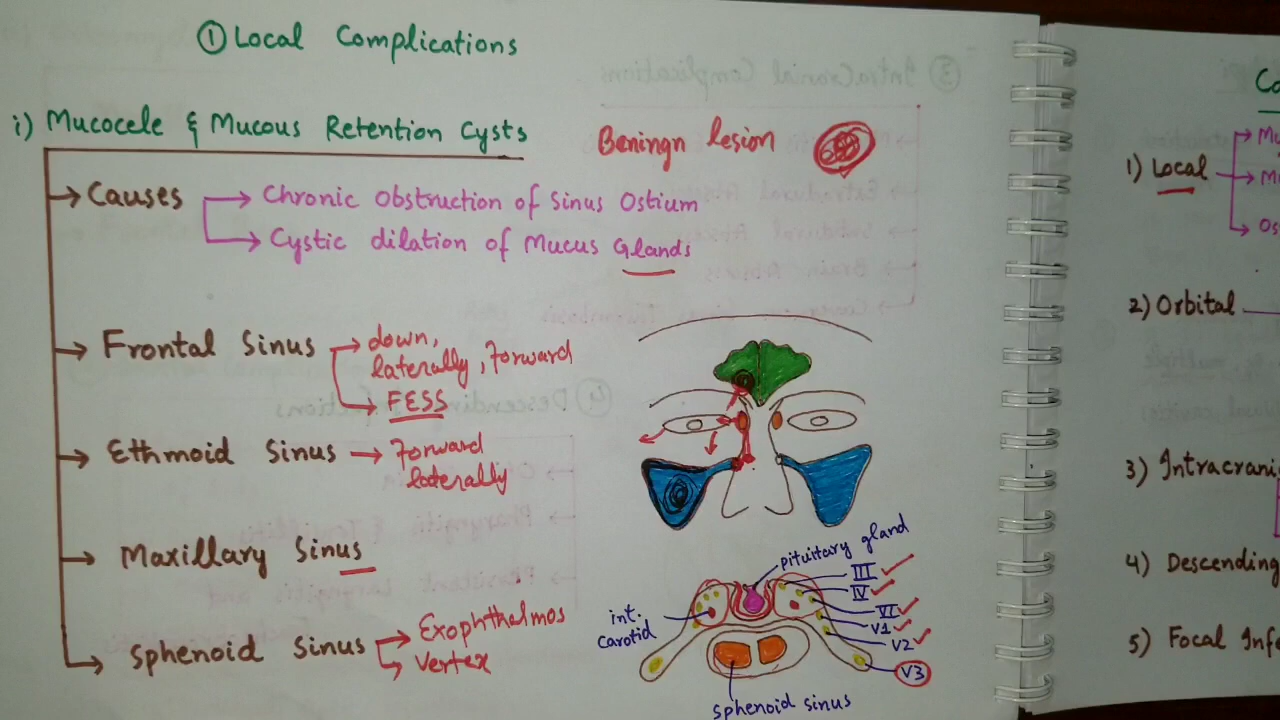 ① Local Complications
i) Mucocele & Mucous Retention Cysts
Beningn lesion
Causes
Chronic Obstruction of Sinus Ostium
Cystic dilation of Mucus Glands
Frontal Sinus
down,
laterally, Forward
FESS
Ethmoid Sinus
Forward
laterally
Maxillary Sinus
Sphenoid Sinus
Exophthelmos
Vertex
pituitary gland
III
IV
VI
V1
V2
V3
int.
carotid
sphenoid sinus
1) Local
2) Orbital
3) Intracrani
4) Descending
5) Focal Inf